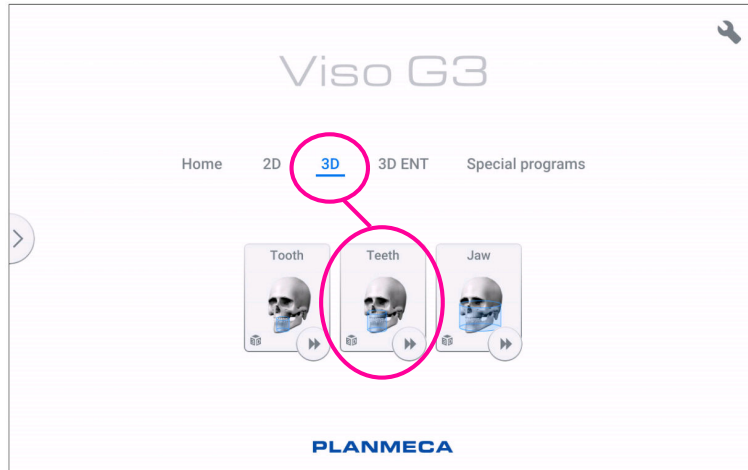 Viso G3
Home 2D 3D 3D ENT Special programs
Tooth Teeth Jaw
PLANMECA